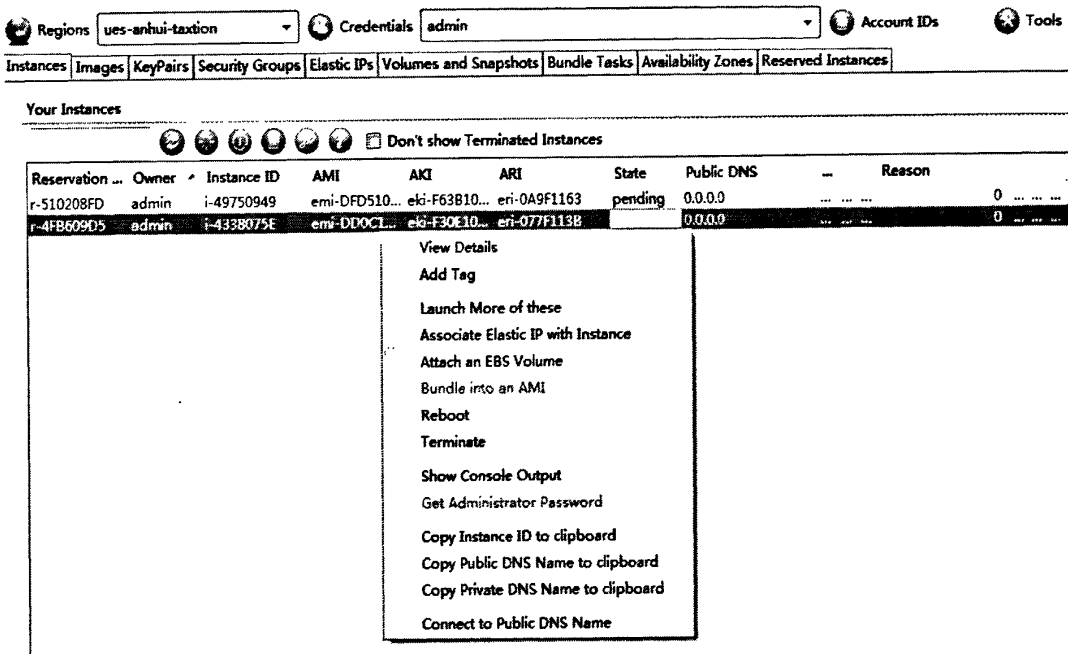 Regions ues-anhui-taxtion Credentials admin Account IDs Tools
Instances Images KeyPairs Security Groups Elastic IPs Volumes and Snapshots Bundle Tasks Availability Zones Reserved Instances
Your Instances
Don't show Terminated Instances
Reservation ... Owner Instance ID AMI AKI ARI State Public DNS ... Reason
r-510208FD admin i-49750949 emi-DFD510... eki-F63B10... eri-0A9F1163 pending 0.0.0.0 ... ... ... 0 ... ... ...
r-4FB609D5 admin i-4338075E emi-DD0C1... eki-F30E10... eri-077F113B 0.0.0.0 ... ... ... 0 ... ... ...
View Details
Add Tag
Launch More of these
Associate Elastic IP with Instance
Attach an EBS Volume
Bundle into an AMI
Reboot
Terminate
Show Console Output
Get Administrator Password
Copy Instance ID to clipboard
Copy Public DNS Name to clipboard
Copy Private DNS Name to clipboard
Connect to Public DNS Name